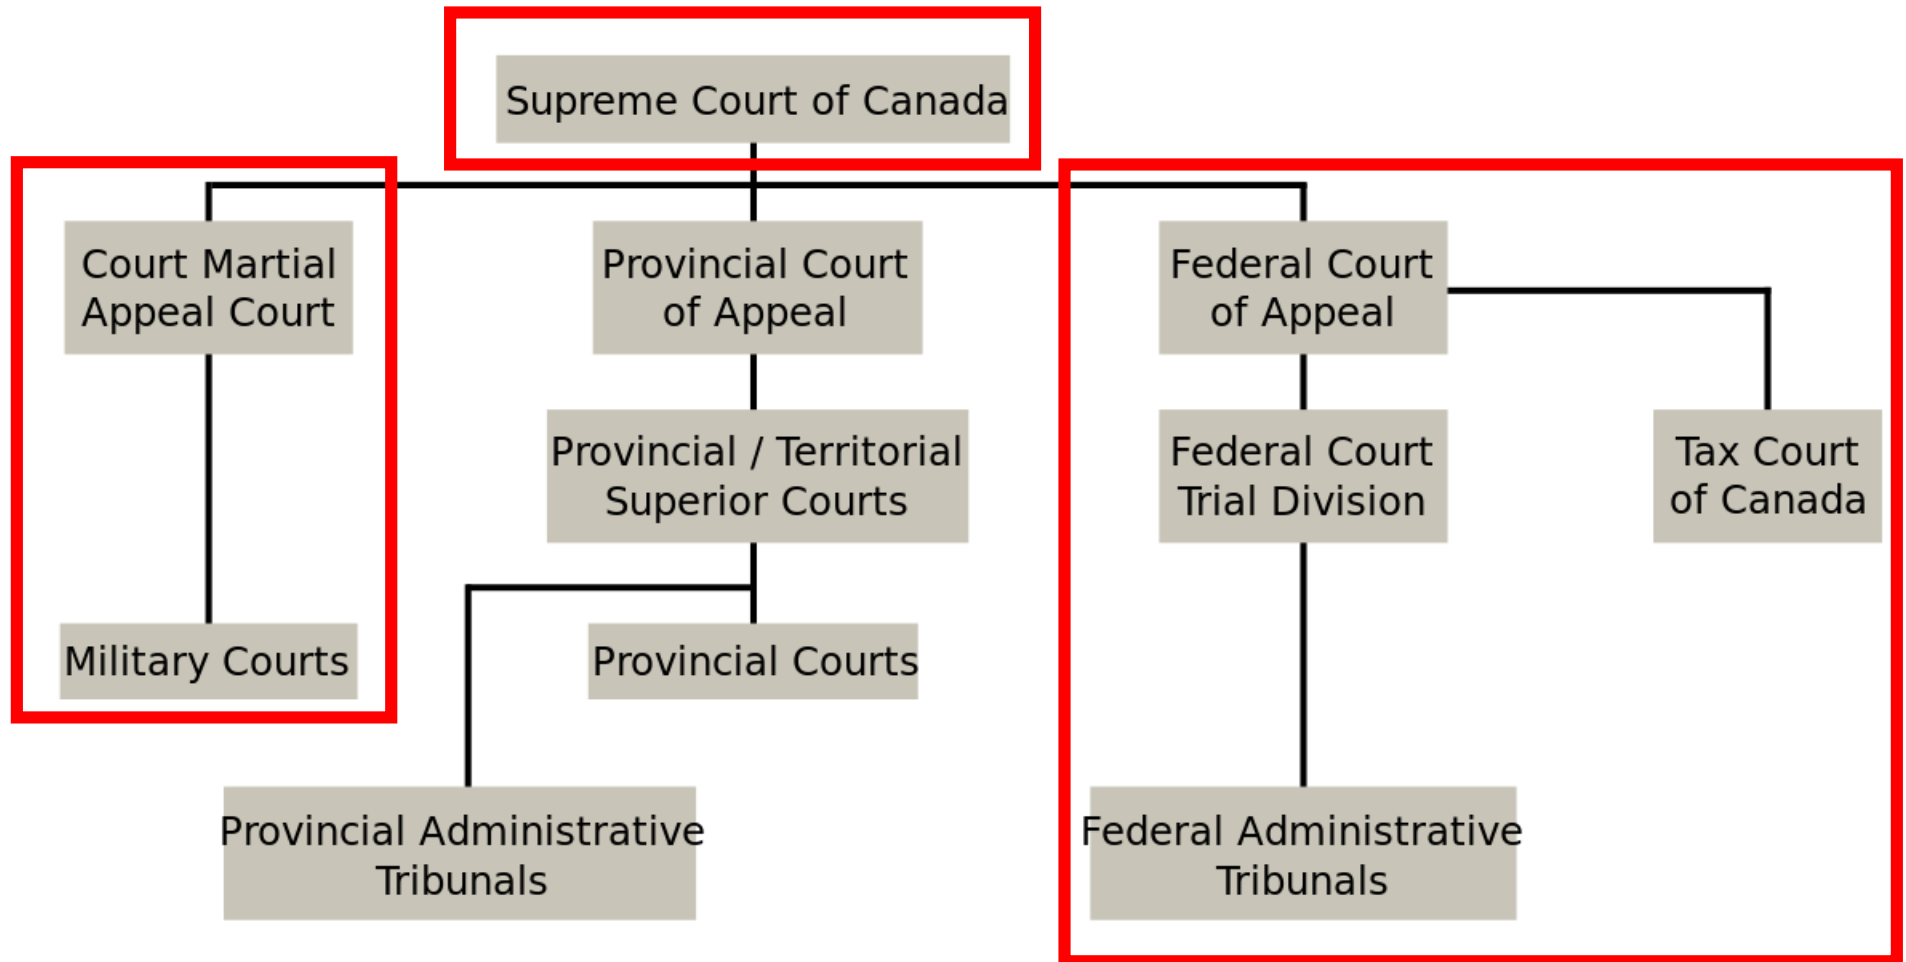 Supreme Court of Canada
Court Martial
Appeal Court
Provincial Court
of Appeal
Federal Court
of Appeal
Provincial / Territorial
Superior Courts
Federal Court
Trial Division
Tax Court
of Canada
Military Courts
Provincial Courts
Provincial Administrative
Tribunals
Federal Administrative
Tribunals